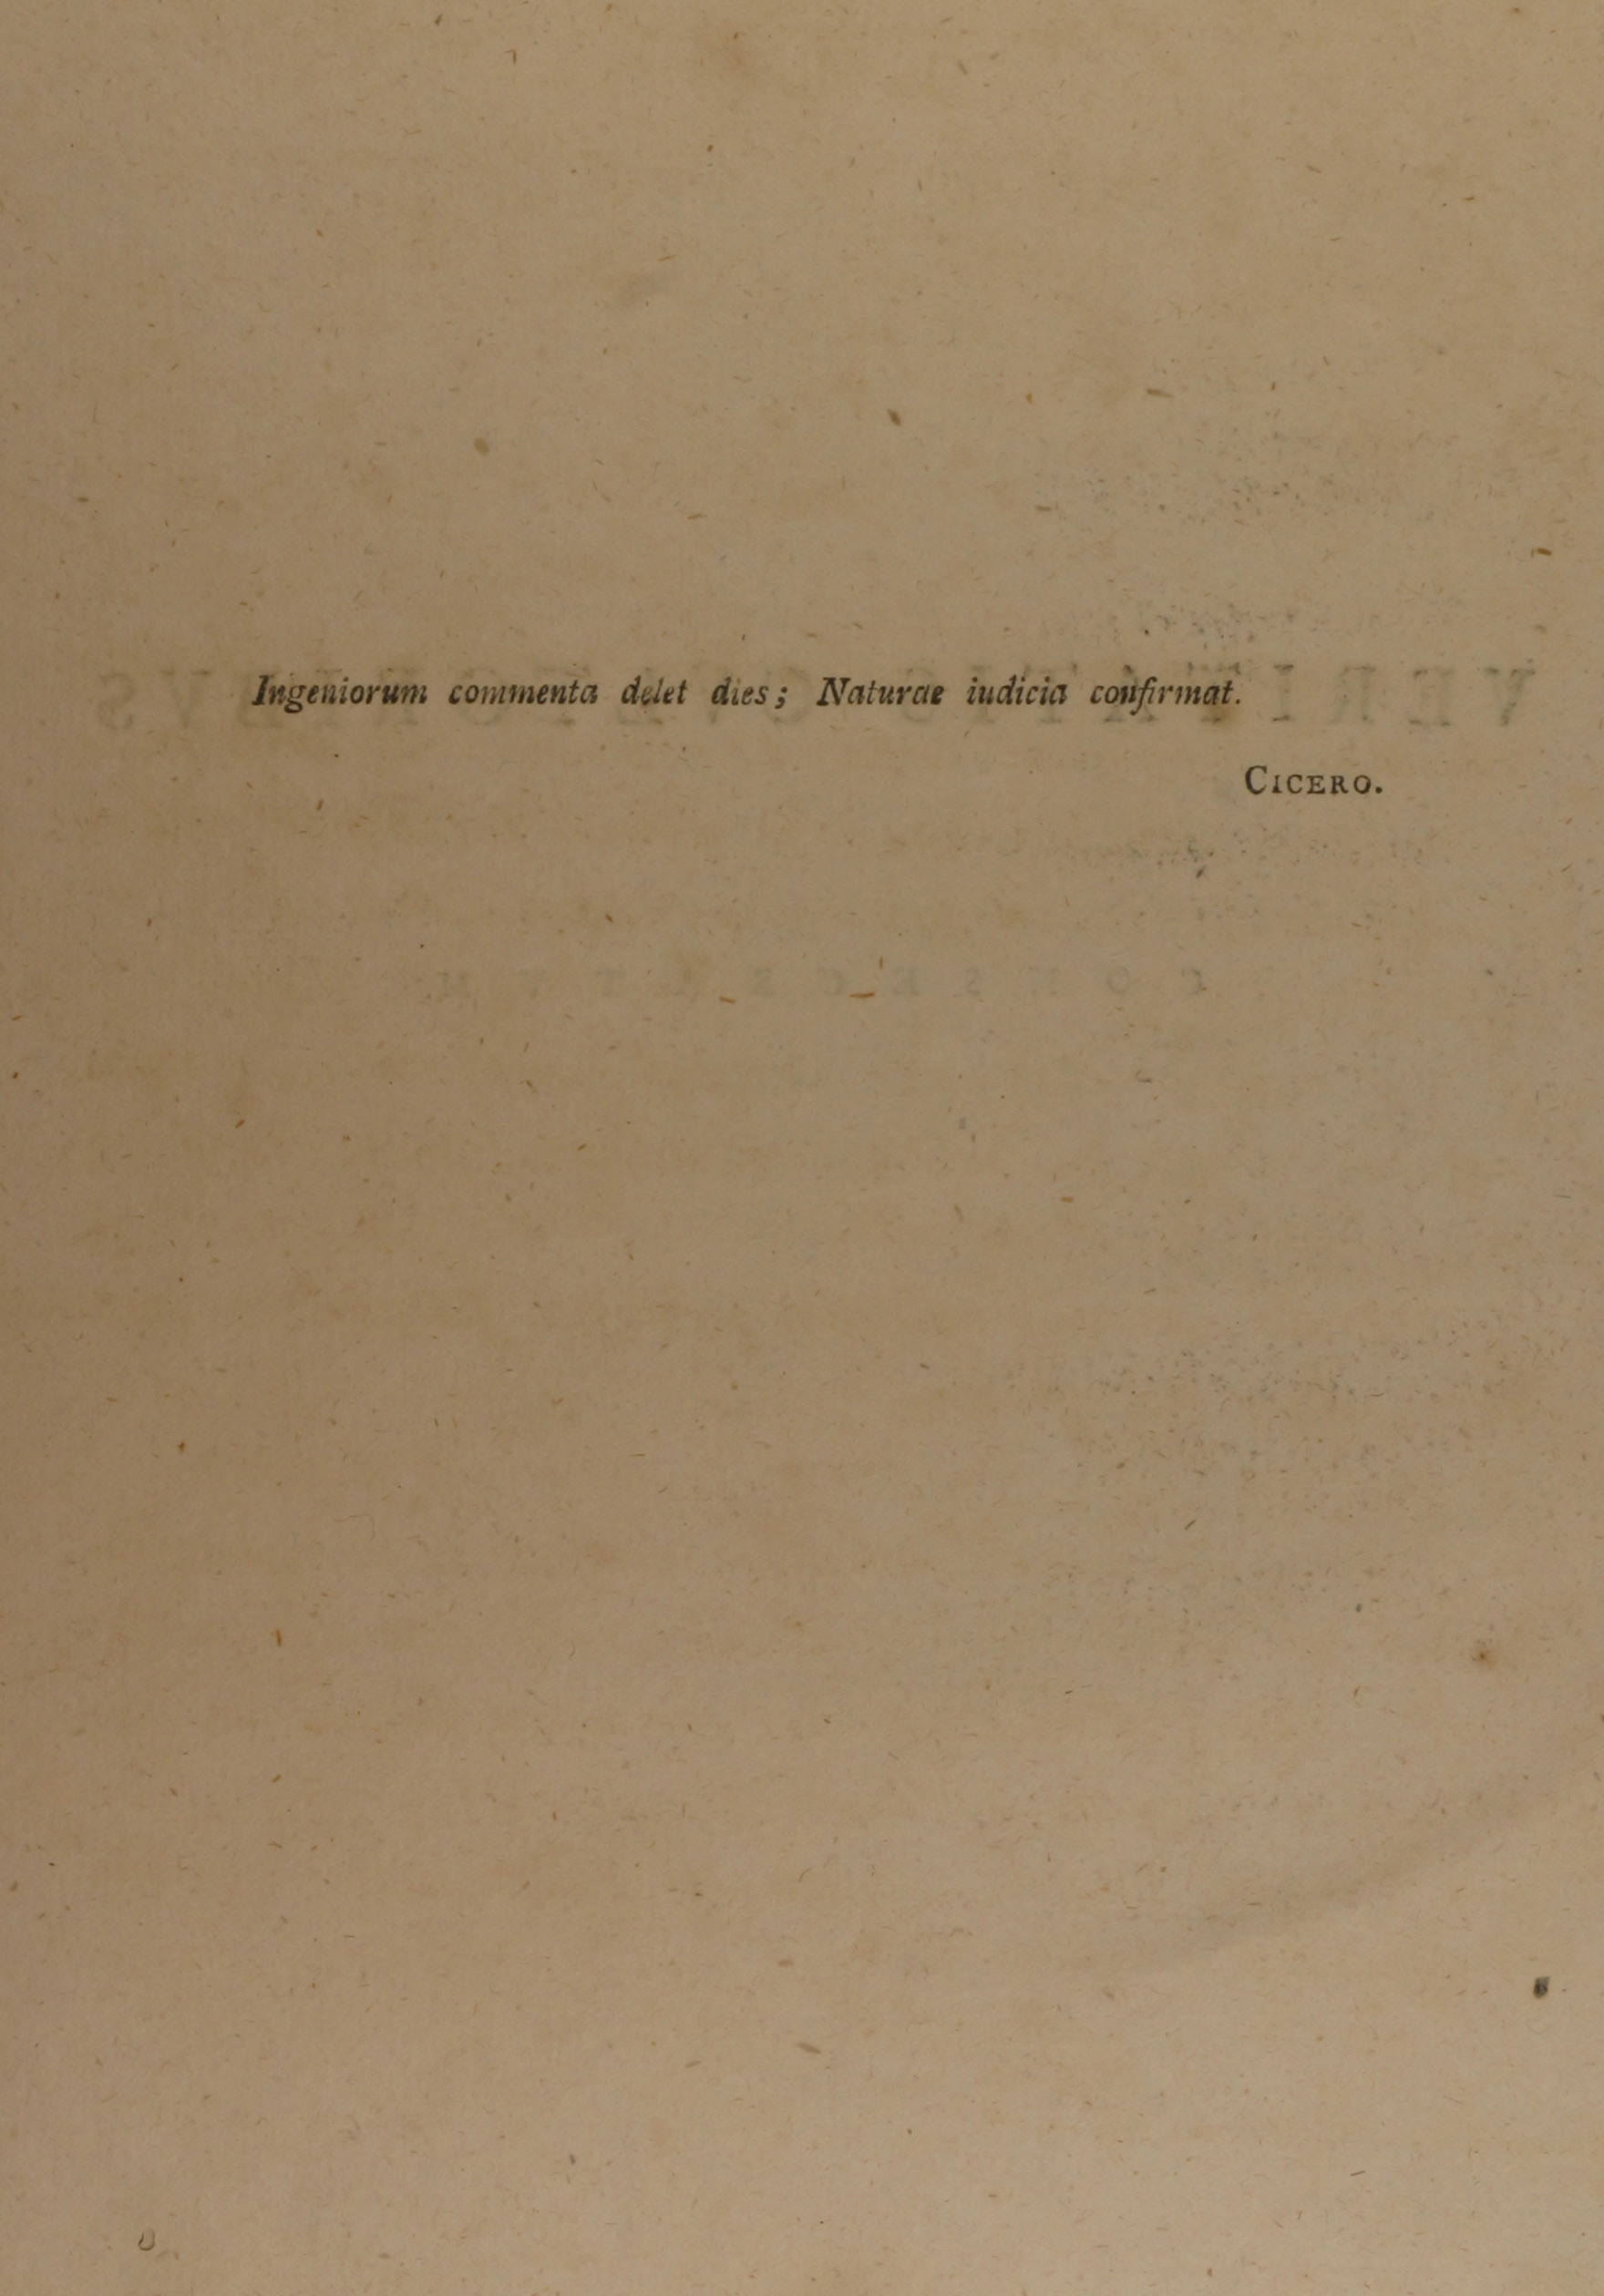 Ingeniorum commenta delet dies; Naturae iudicia confirmat.
CICERO.